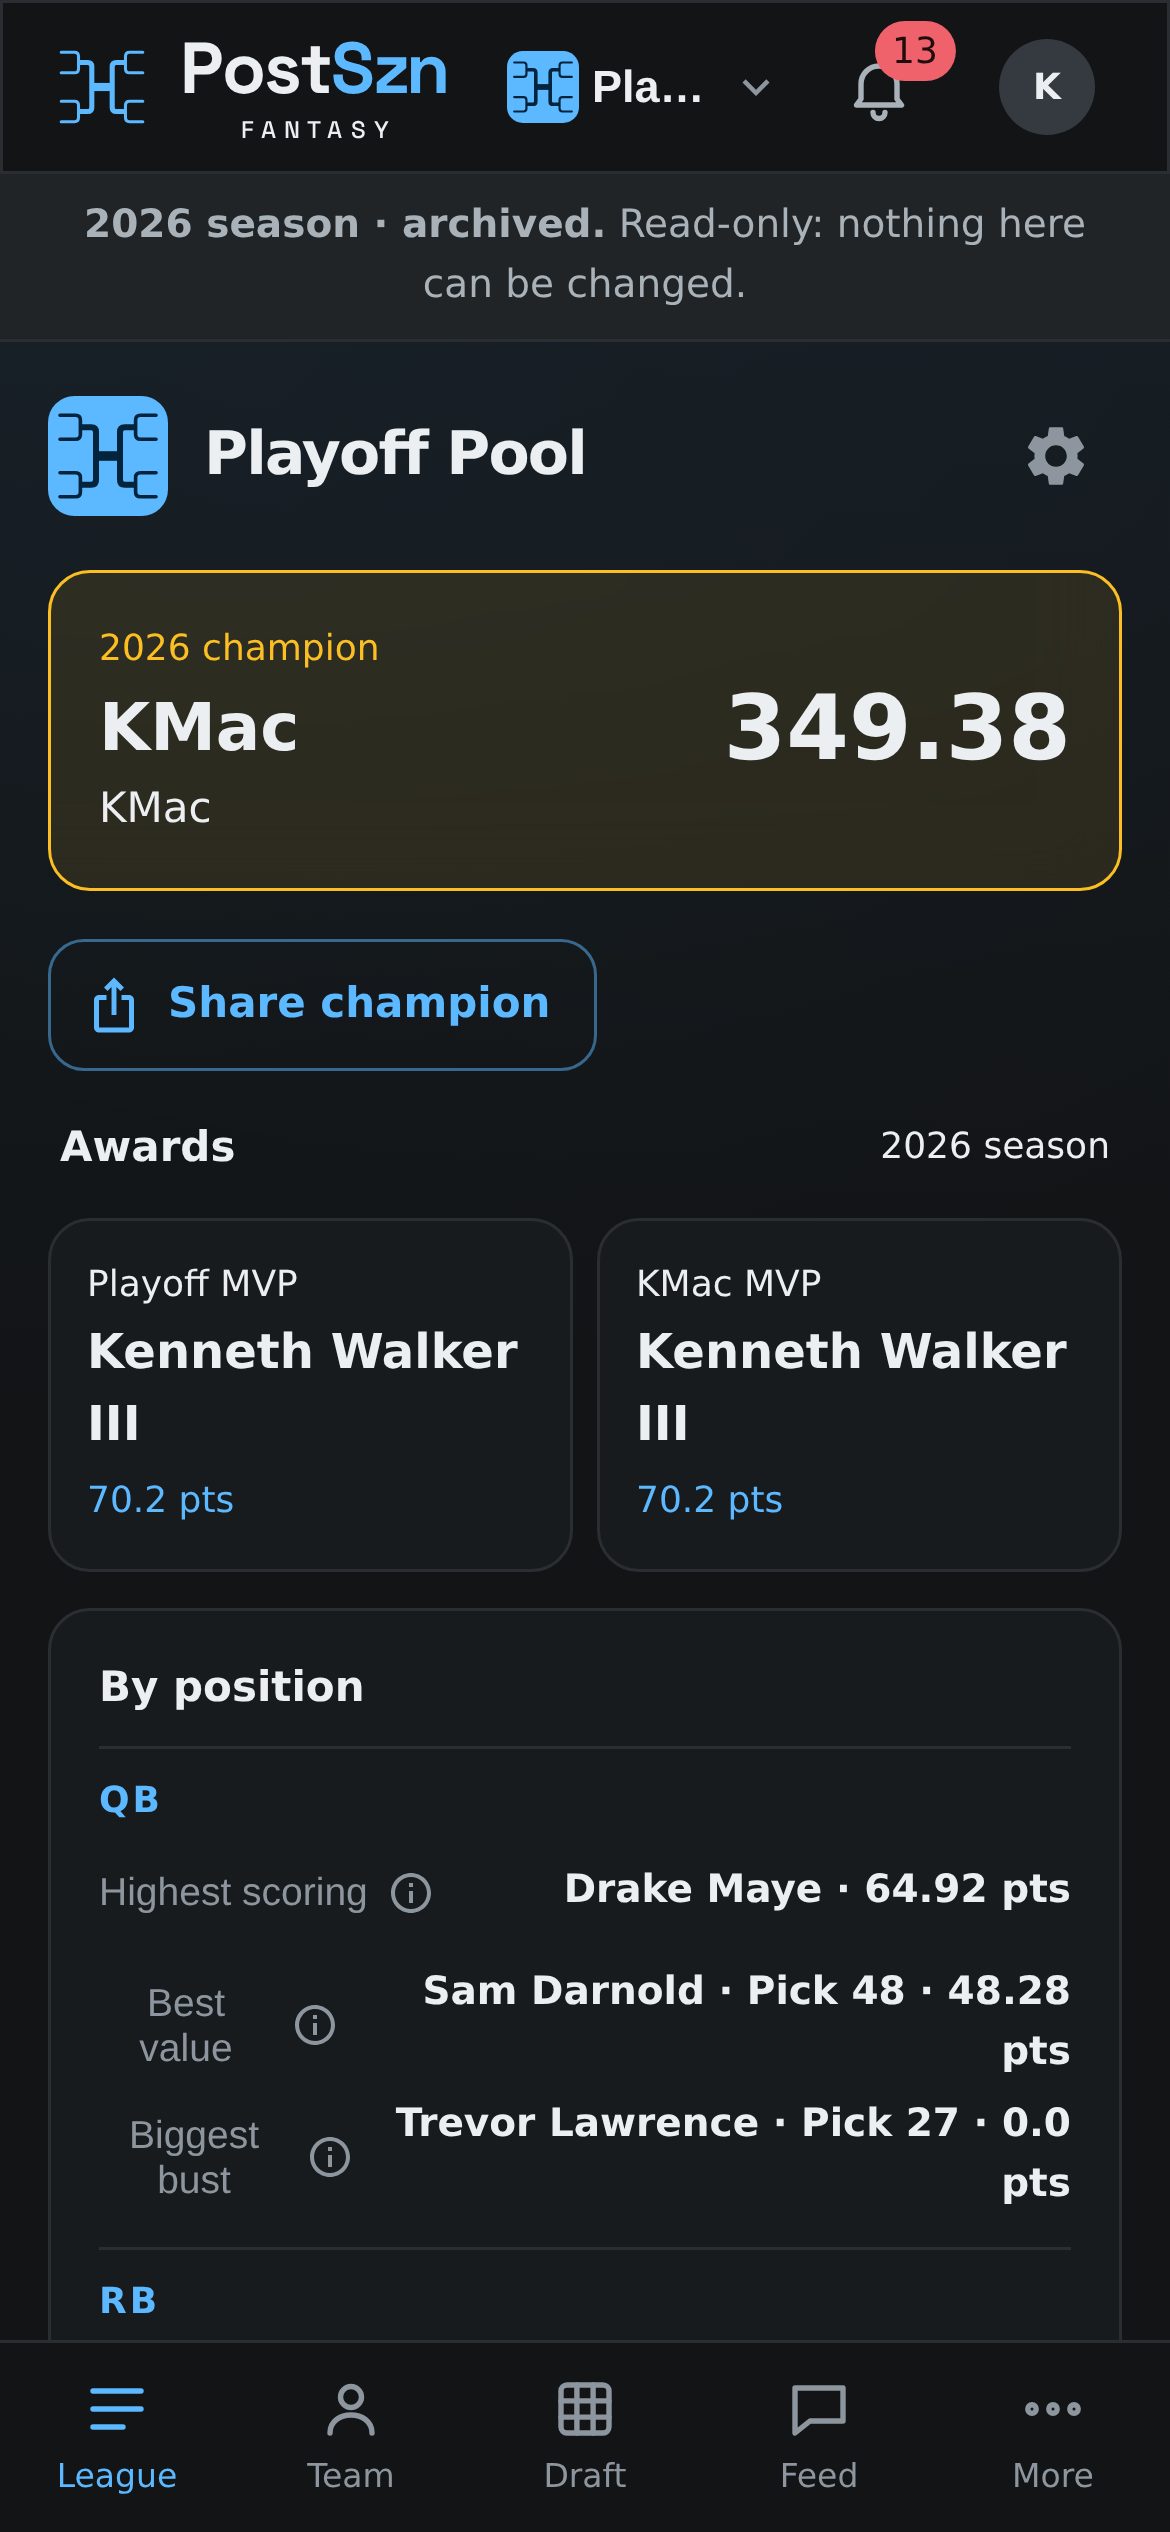 PostSzn
FANTASY
Pla...
13
K
2026 season · archived. Read-only: nothing here
can be changed.
Playoff Pool
2026 champion
KMac
349.38
KMac
Share champion
Awards
2026 season
Playoff MVP
Kenneth Walker
III
70.2 pts
KMac MVP
Kenneth Walker
III
70.2 pts
By position
QB
Highest scoring
Drake Maye · 64.92 pts
Best
value
Sam Darnold · Pick 48 · 48.28
pts
Biggest
bust
Trevor Lawrence · Pick 27 · 0.0
pts
RB
League
Team
Draft
Feed
More